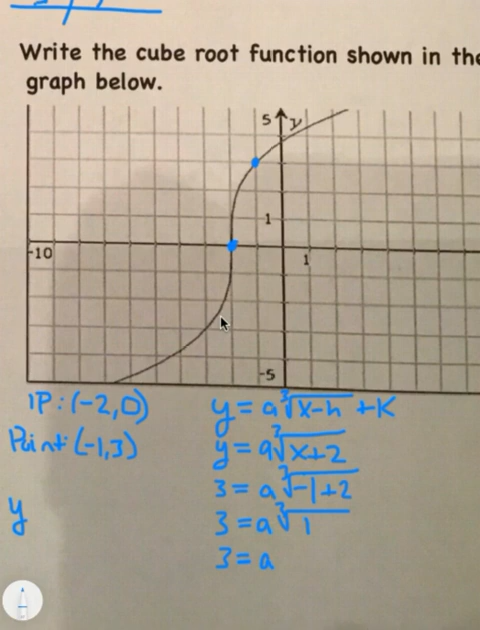 Write the cube root function shown in the
graph below.
5 y
1
-10
1
-5
IP: (-2,0)
y = a∛x-h + K
Point: (-1,3)
y = a∛x+2
3 = a∛-1+2
y
3 = a∛1
3 = a